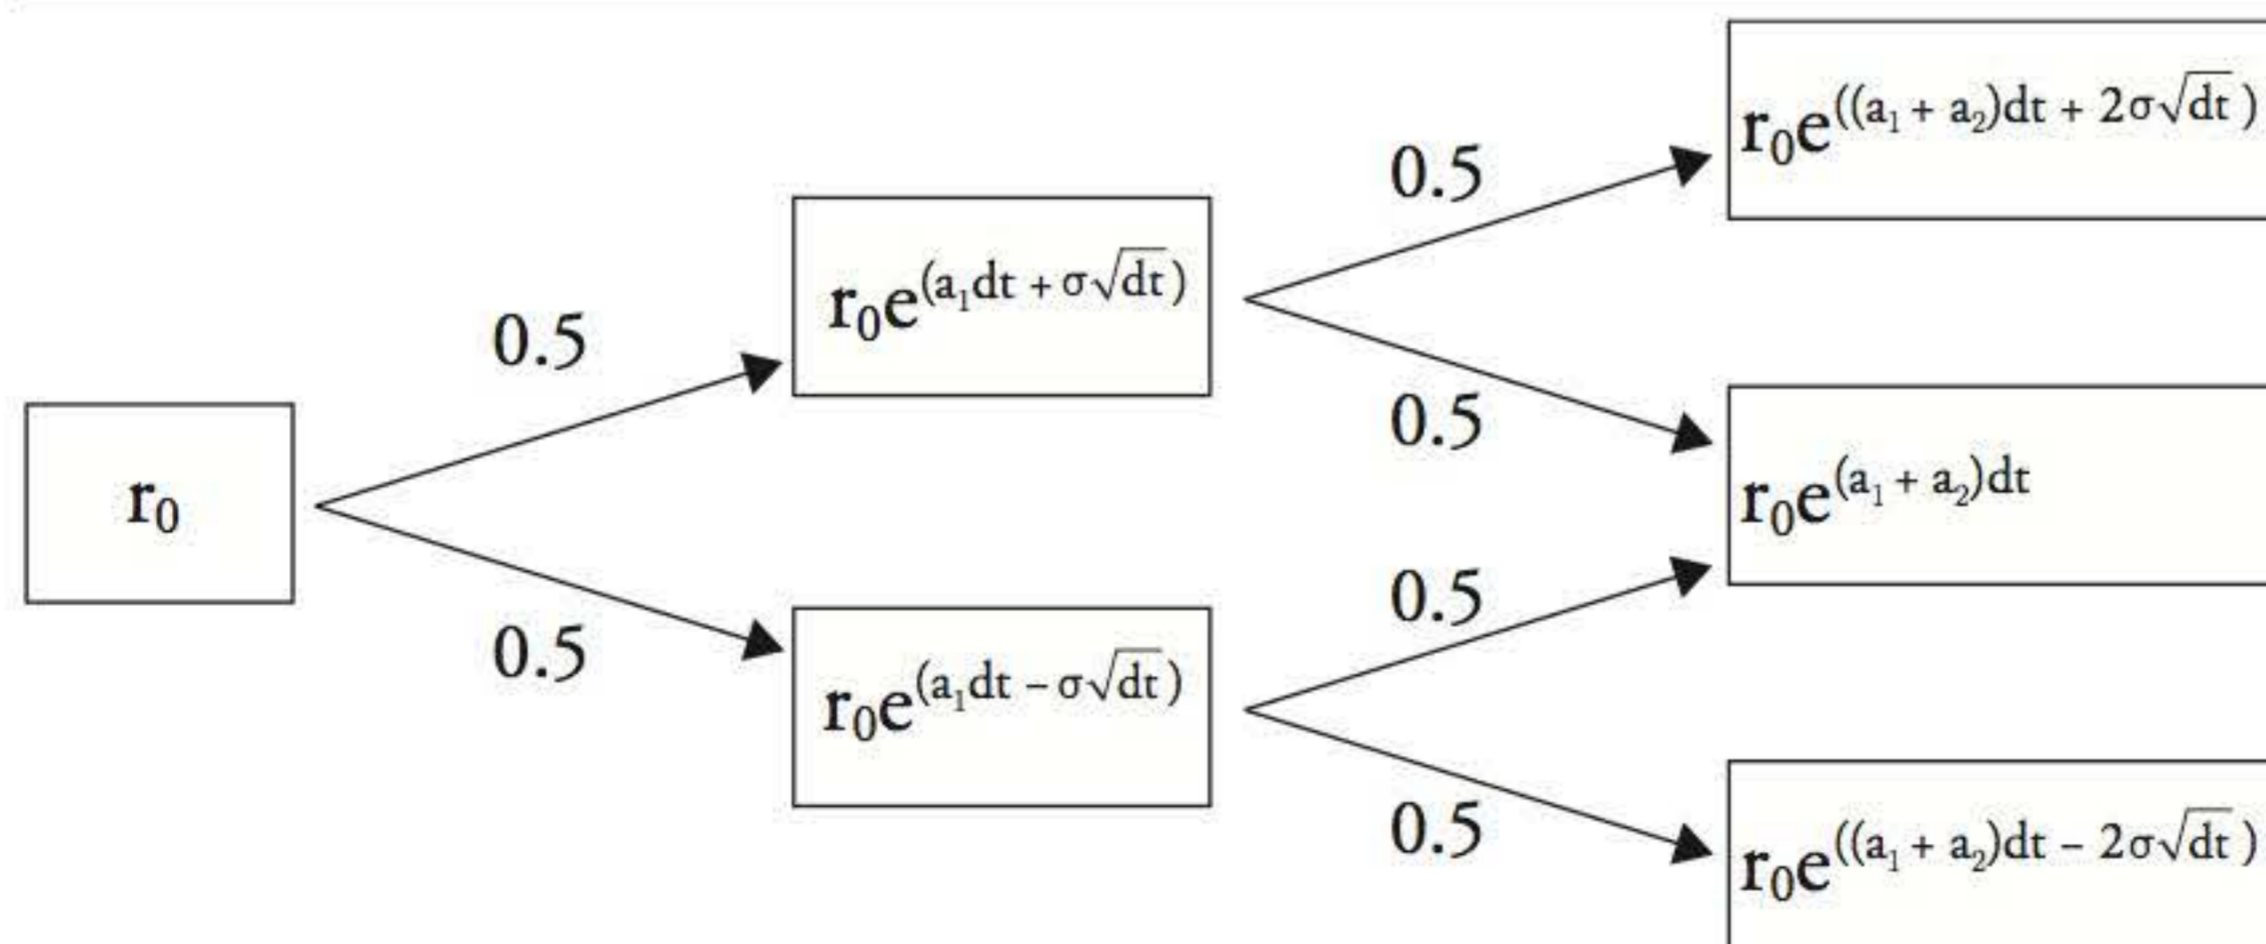 r₀e^((a₁ + a₂)dt + 2σ√dt)
0.5
r₀e^(a₁dt + σ√dt)
0.5
0.5
r₀e^(a₁ + a₂)dt
r₀
0.5
0.5
r₀e^(a₁dt − σ√dt)
0.5
r₀e^((a₁ + a₂)dt − 2σ√dt)